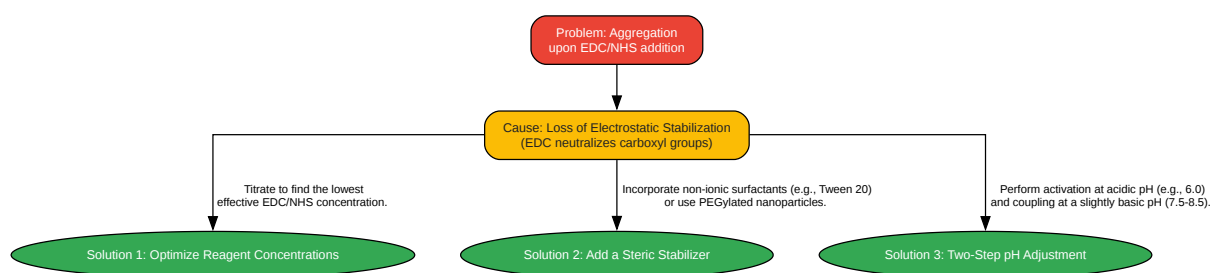 Problem: Aggregation
upon EDC/NHS addition
Cause: Loss of Electrostatic Stabilization
(EDC neutralizes carboxyl groups)
Titrate to find the lowest
effective EDC/NHS concentration.
Incorporate non-ionic surfactants (e.g., Tween 20)
or use PEGylated nanoparticles.
Perform activation at acidic pH (e.g., 6.0)
and coupling at a slightly basic pH (7.5-8.5).
Solution 1: Optimize Reagent Concentrations
Solution 2: Add a Steric Stabilizer
Solution 3: Two-Step pH Adjustment